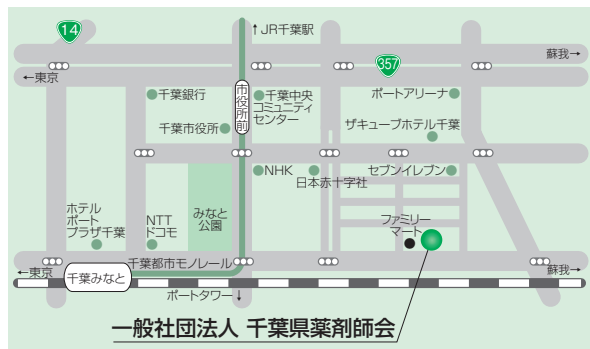 14
↑JR千葉駅
蘇我→
357
←東京
千葉銀行
市役所前
千葉中央
コミュニティ
センター
ポートアリーナ
千葉市役所
ザキューブホテル千葉
NHK
日本赤十字社
セブンイレブン
ホテル
ポート
プラザ千葉
NTT
ドコモ
みなと
公園
ファミリー
マート
千葉都市モノレール
←東京
千葉みなと
蘇我→
ポートタワー↓
一般社団法人 千葉県薬剤師会